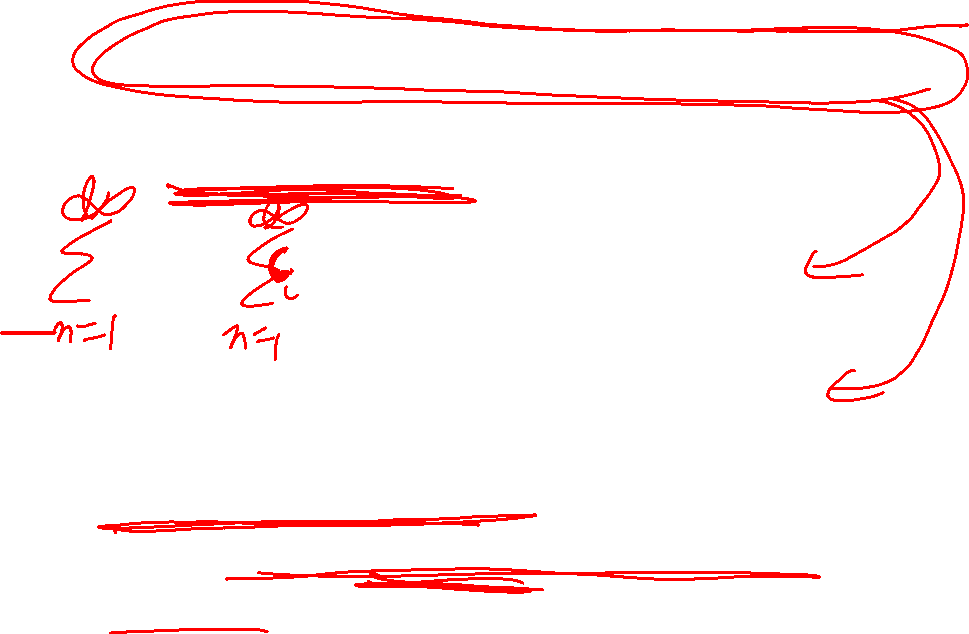 ∞ ∞
∑ ∑
n=1 n=1